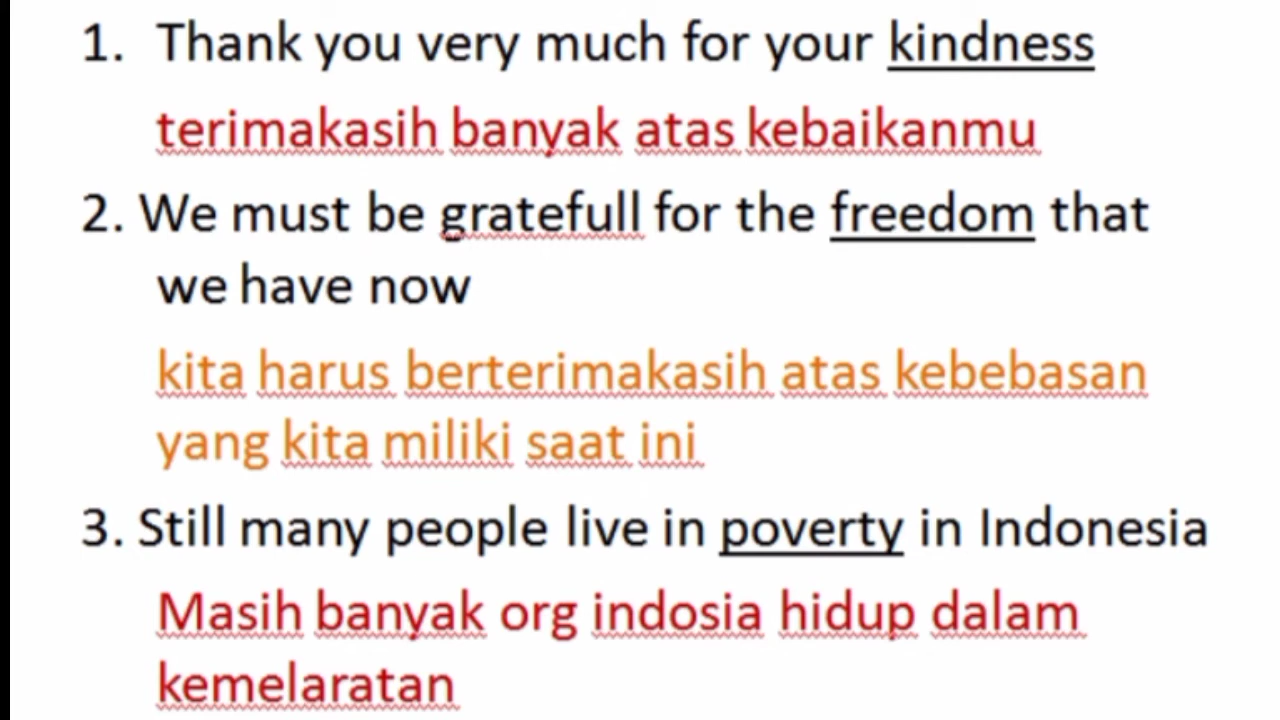 1. Thank you very much for your kindness
terimakasih banyak atas kebaikanmu
2. We must be gratefull for the freedom that
we have now
kita harus berterimakasih atas kebebasan
yang kita miliki saat ini
3. Still many people live in poverty in Indonesia
Masih banyak org indosia hidup dalam
kemelaratan